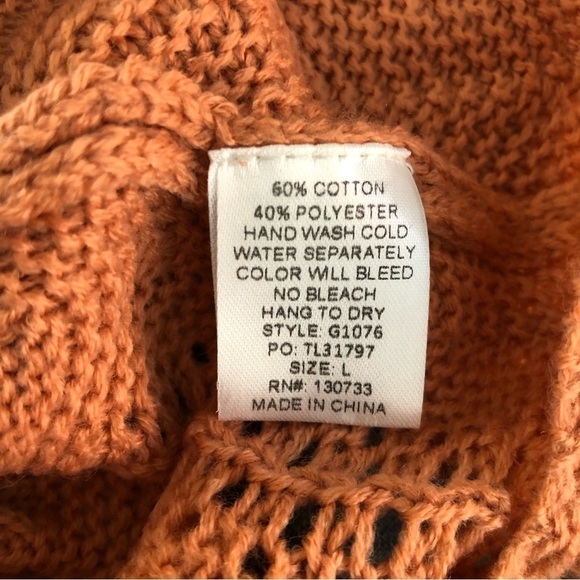 60% COTTON
40% POLYESTER
HAND WASH COLD
WATER SEPARATELY
COLOR WILL BLEED
NO BLEACH
HANG TO DRY
STYLE: G1076
PO: TL31797
SIZE: L
RN#: 130733
MADE IN CHINA